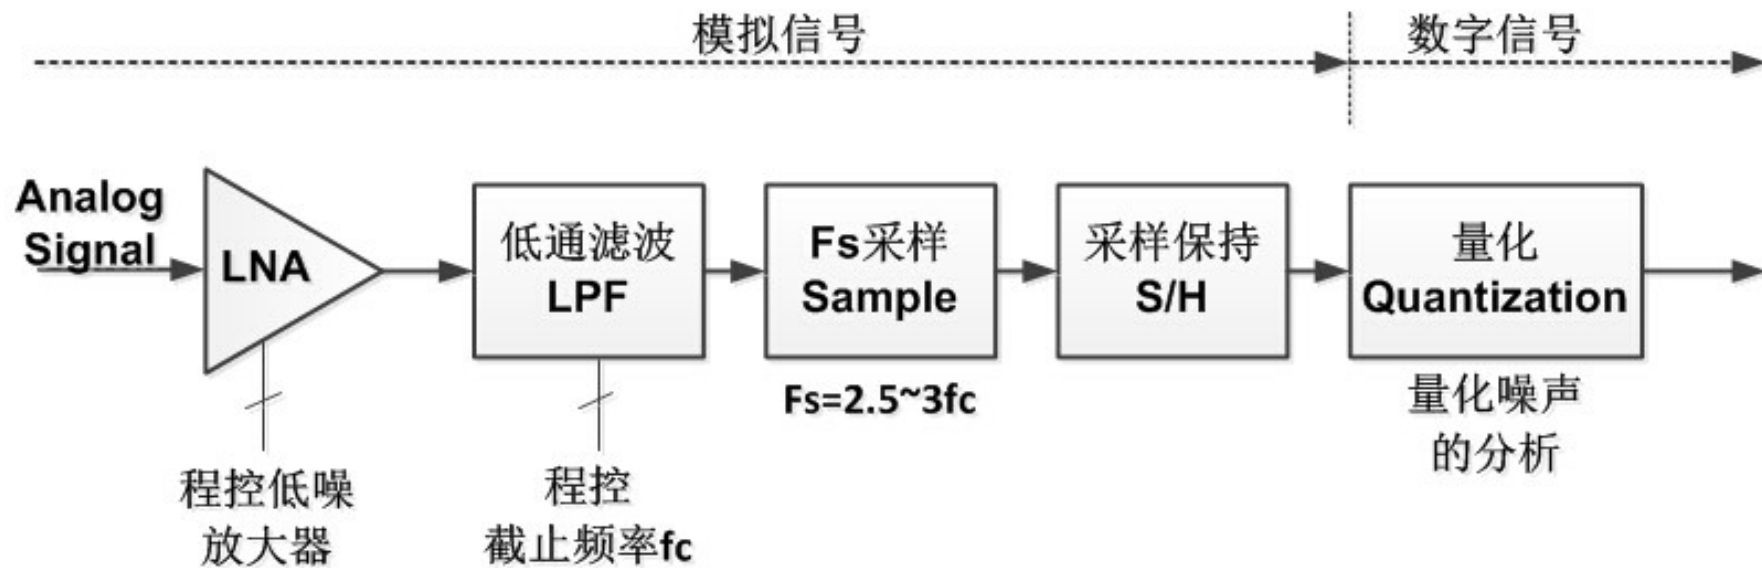 模拟信号
数字信号
Analog
Signal
LNA
低通滤波
LPF
Fs采样
Sample
采样保持
S/H
量化
Quantization
程控低噪
放大器
程控
截止频率fc
Fs=2.5~3fc
量化噪声
的分析